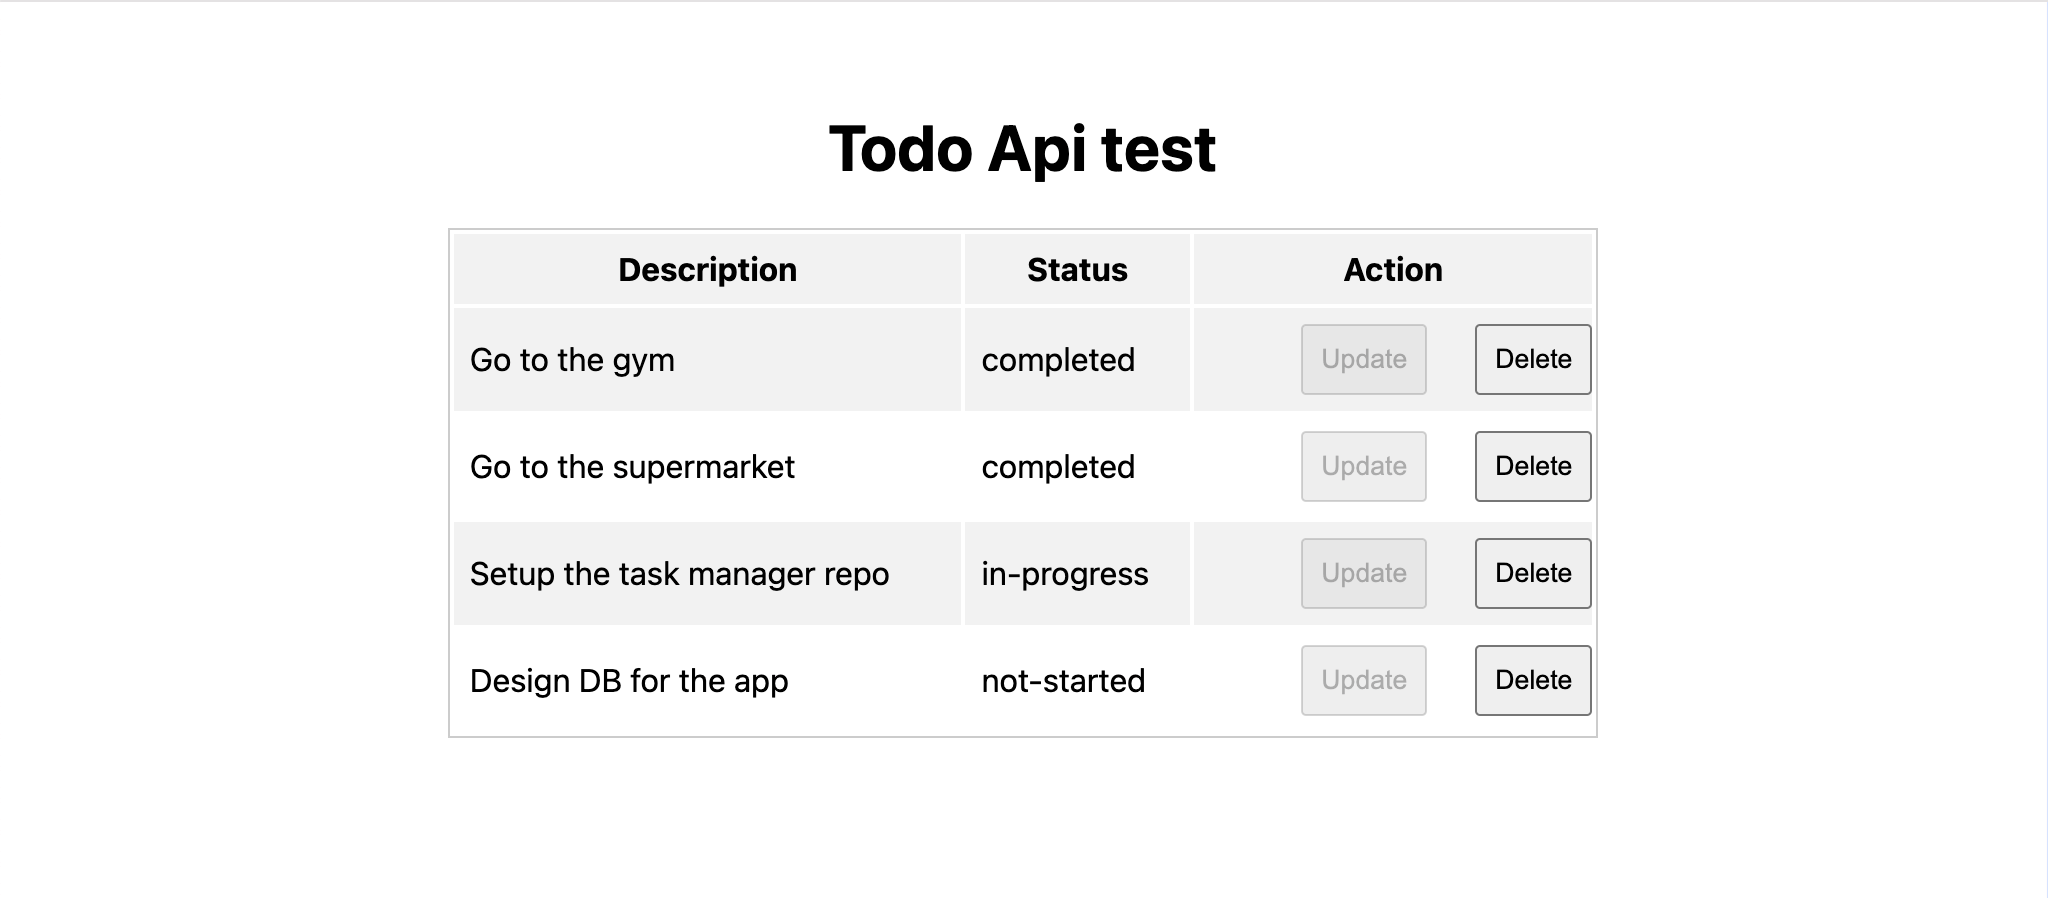 Todo Api test
Description Status Action
Go to the gym completed Update Delete
Go to the supermarket completed Update Delete
Setup the task manager repo in-progress Update Delete
Design DB for the app not-started Update Delete